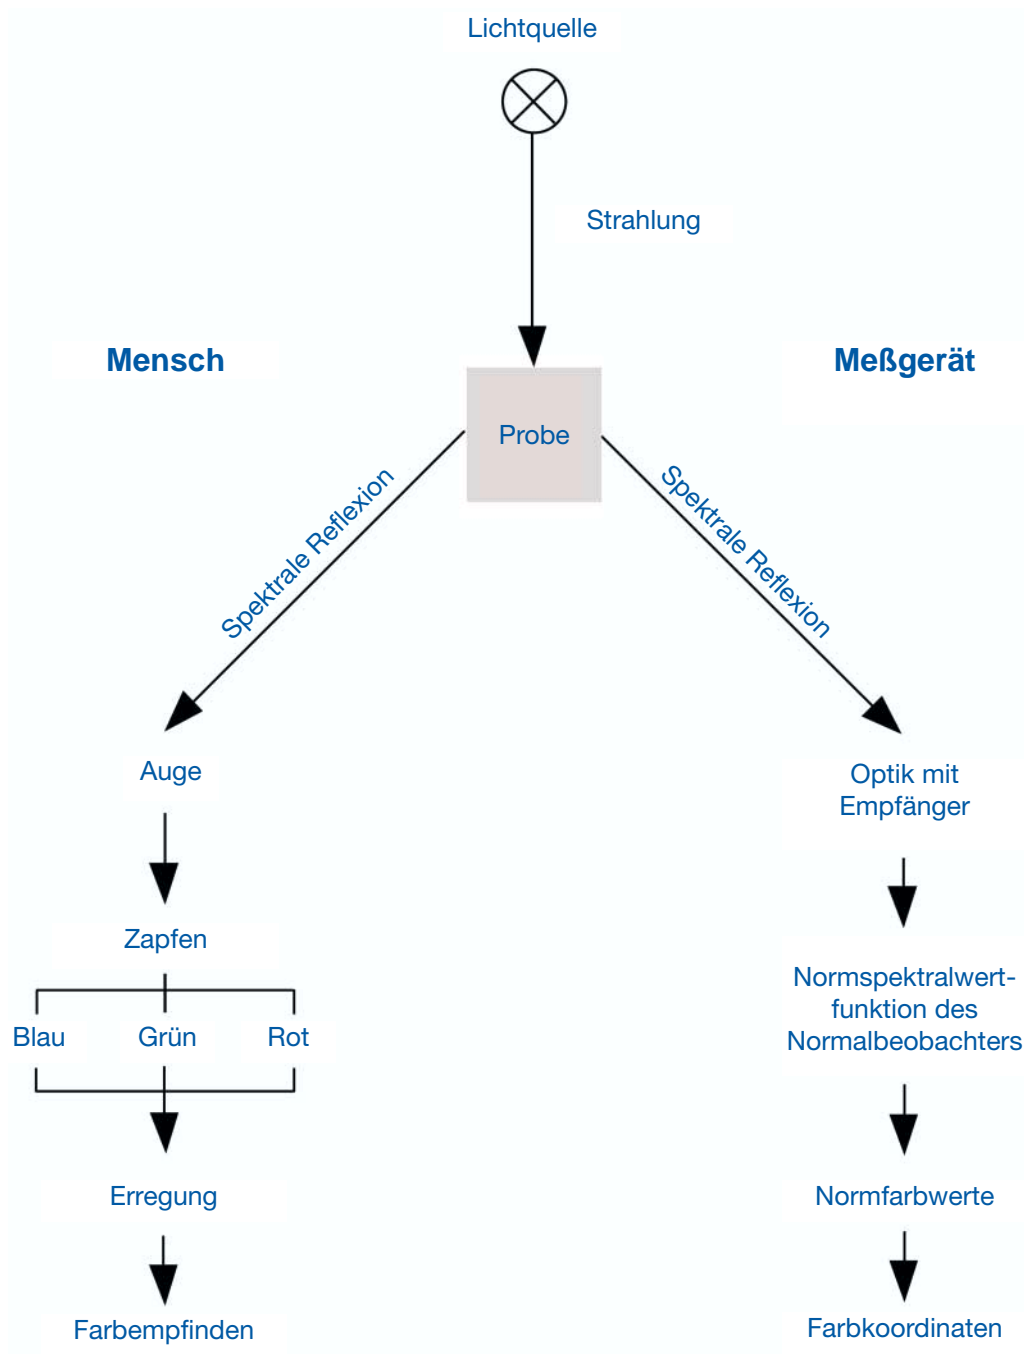 Lichtquelle
Strahlung
Mensch
Meßgerät
Probe
Spektrale Reflexion
Spektrale Reflexion
Auge
Optik mit
Empfänger
Zapfen
Normspektralwert-
funktion des
Normalbeobachters
Blau
Grün
Rot
Erregung
Normfarbwerte
Farbempfinden
Farbkoordinaten